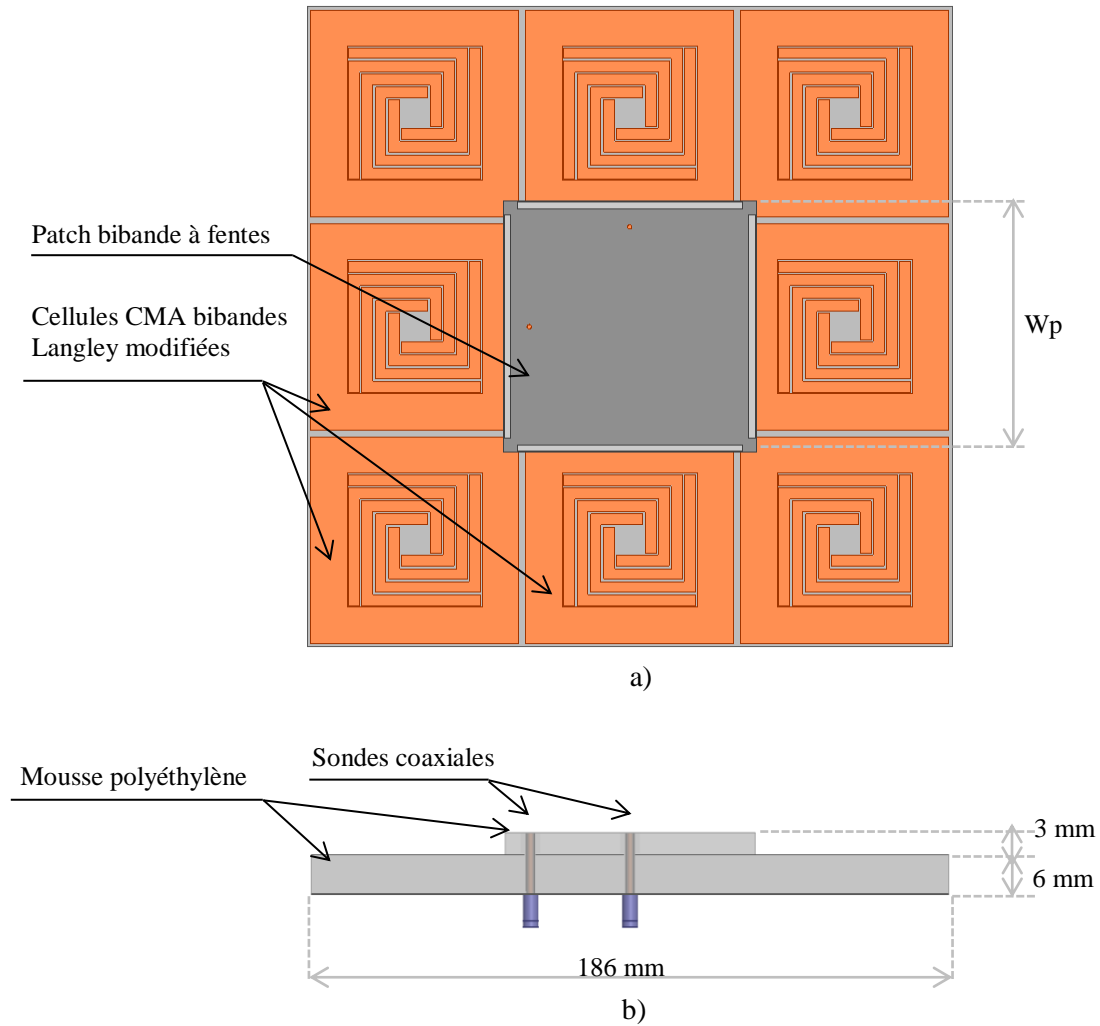 Patch bibande à fentes
Cellules CMA bibandes
Langley modifiées
Wp
a)
Sondes coaxiales
Mousse polyéthylène
3 mm
6 mm
186 mm
b)